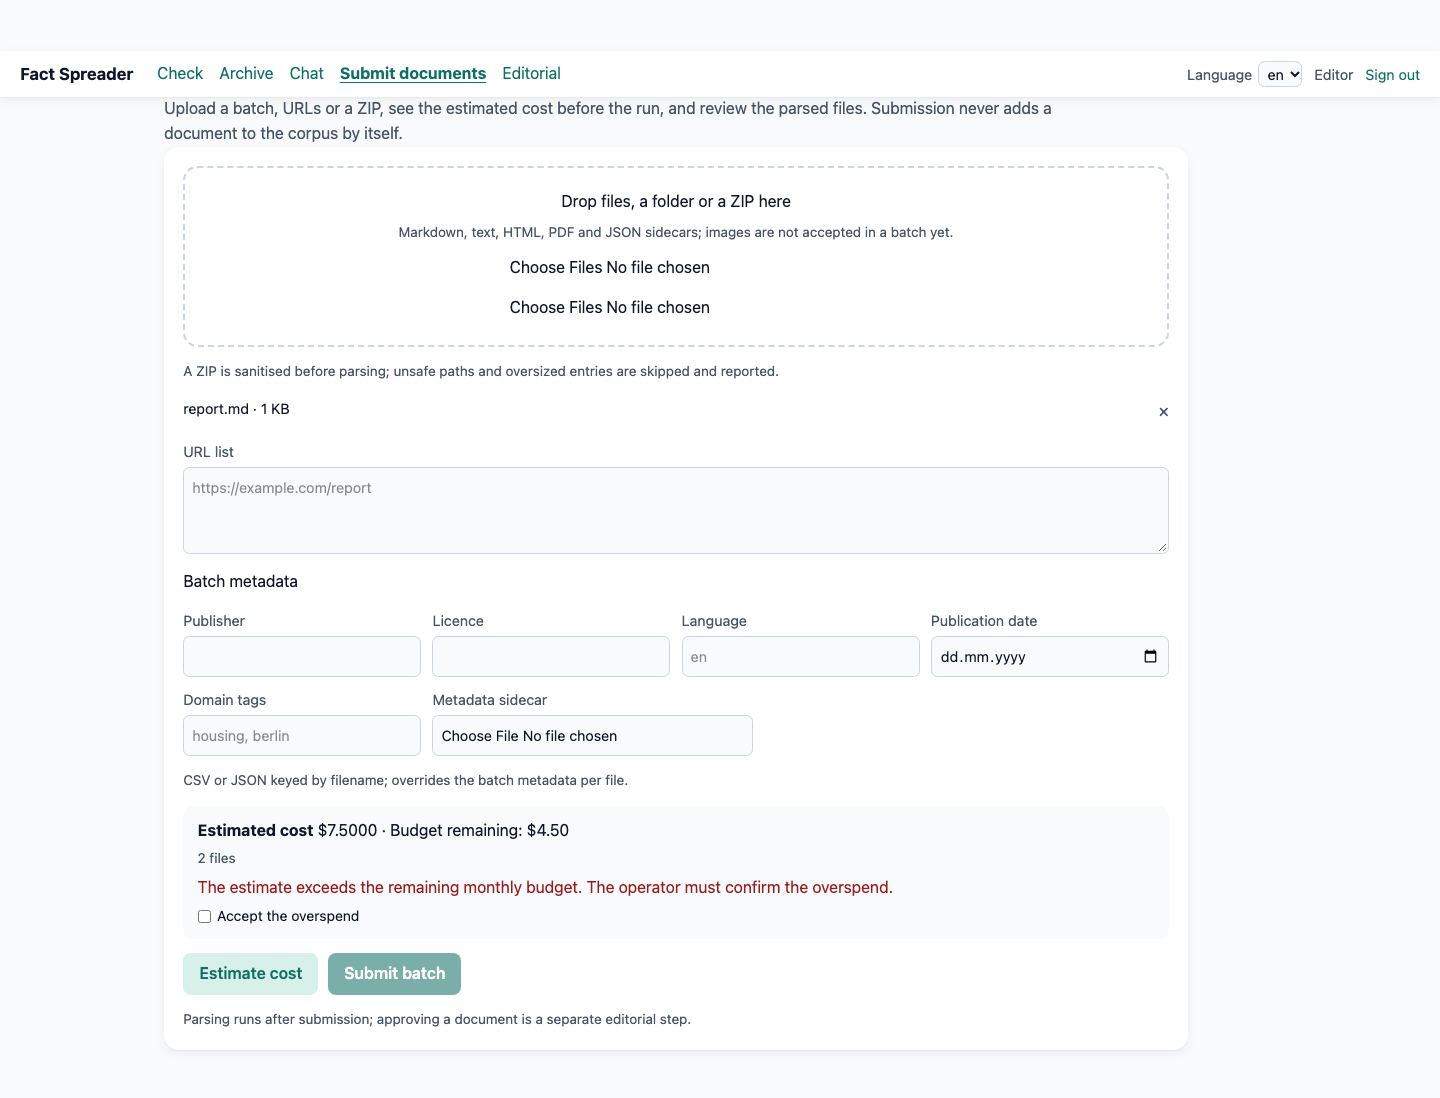 Fact Spreader Check Archive Chat Submit documents Editorial Language en Editor Sign out
Upload a batch, URLs or a ZIP, see the estimated cost before the run, and review the parsed files. Submission never adds a
document to the corpus by itself.
Drop files, a folder or a ZIP here
Markdown, text, HTML, PDF and JSON sidecars; images are not accepted in a batch yet.
Choose Files No file chosen
Choose Files No file chosen
A ZIP is sanitised before parsing; unsafe paths and oversized entries are skipped and reported.
report.md · 1 KB ×
URL list
https://example.com/report
Batch metadata
Publisher Licence Language Publication date
en dd.mm.yyyy
Domain tags Metadata sidecar
housing, berlin Choose File No file chosen
CSV or JSON keyed by filename; overrides the batch metadata per file.
Estimated cost $7.5000 · Budget remaining: $4.50
2 files
The estimate exceeds the remaining monthly budget. The operator must confirm the overspend.
Accept the overspend
Estimate cost Submit batch
Parsing runs after submission; approving a document is a separate editorial step.